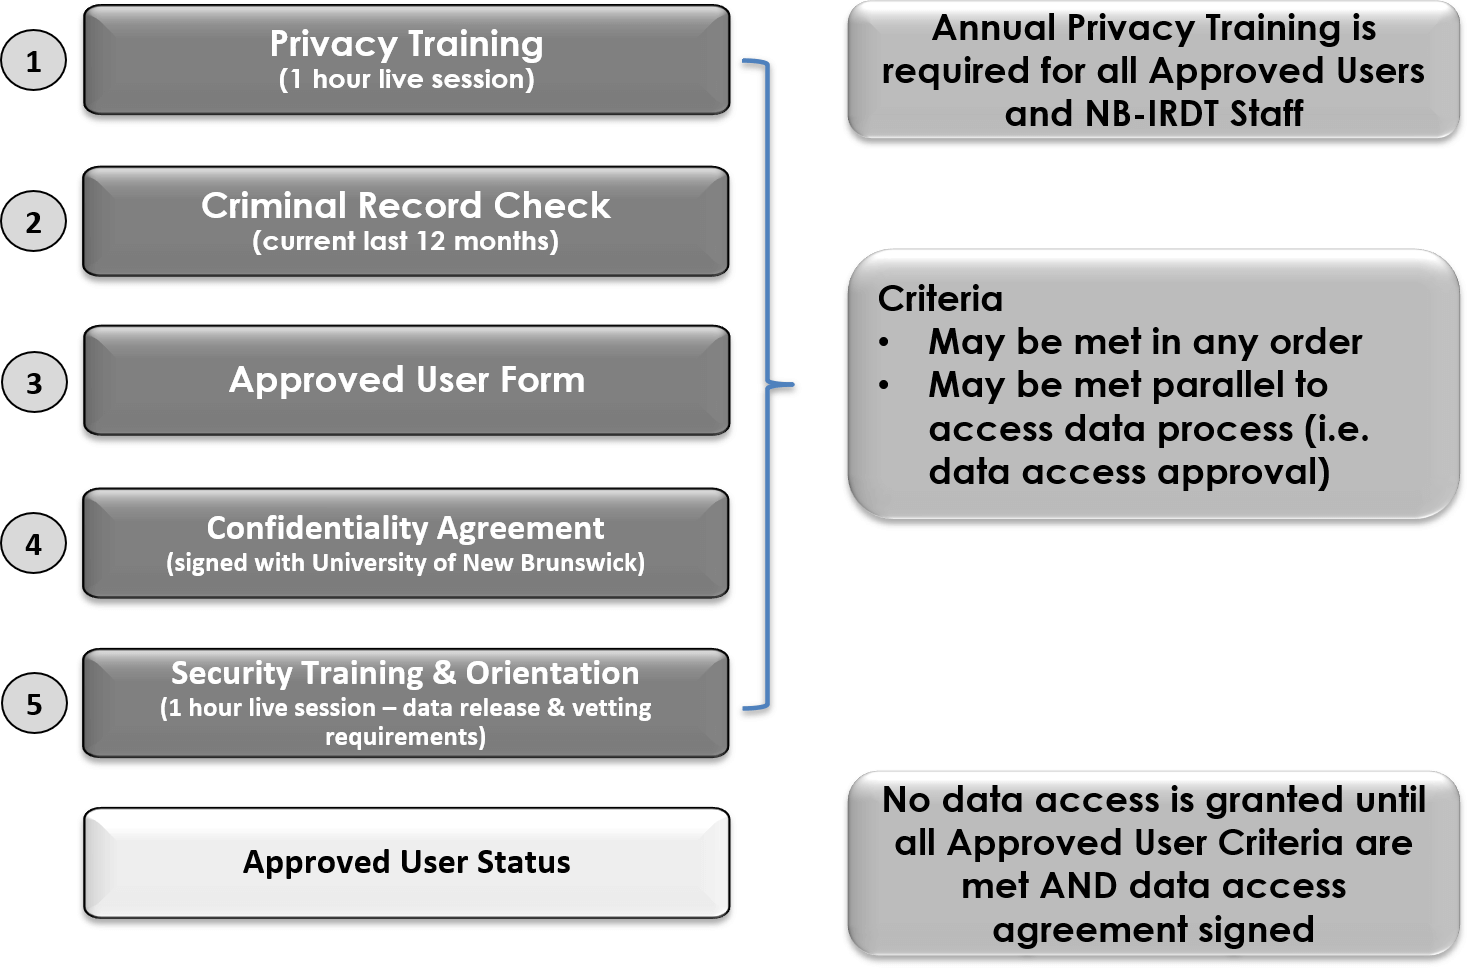 1
Privacy Training
(1 hour live session)
2
Criminal Record Check
(current last 12 months)
3
Approved User Form
4
Confidentiality Agreement
(signed with University of New Brunswick)
5
Security Training & Orientation
(1 hour live session – data release & vetting
requirements)
Approved User Status
Annual Privacy Training is
required for all Approved Users
and NB-IRDT Staff
Criteria
• May be met in any order
• May be met parallel to
access data process (i.e.
data access approval)
No data access is granted until
all Approved User Criteria are
met AND data access
agreement signed